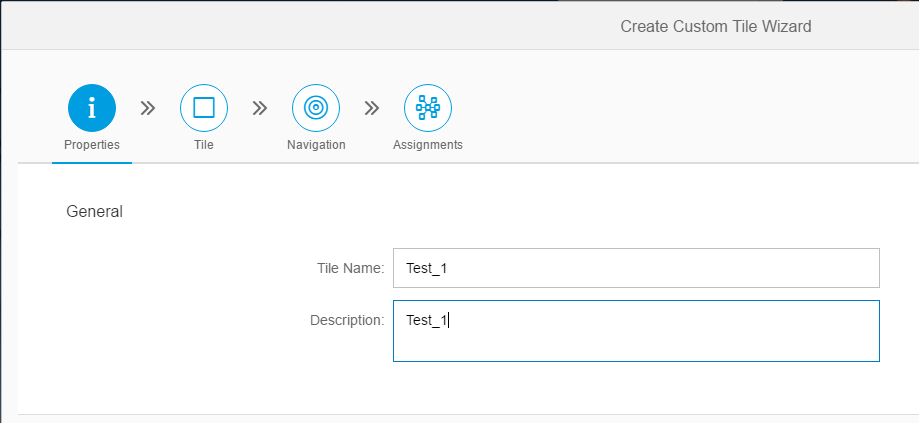 Create Custom Tile Wizard
Properties
Tile
Navigation
Assignments
General
Tile Name: Test_1
Description: Test_1